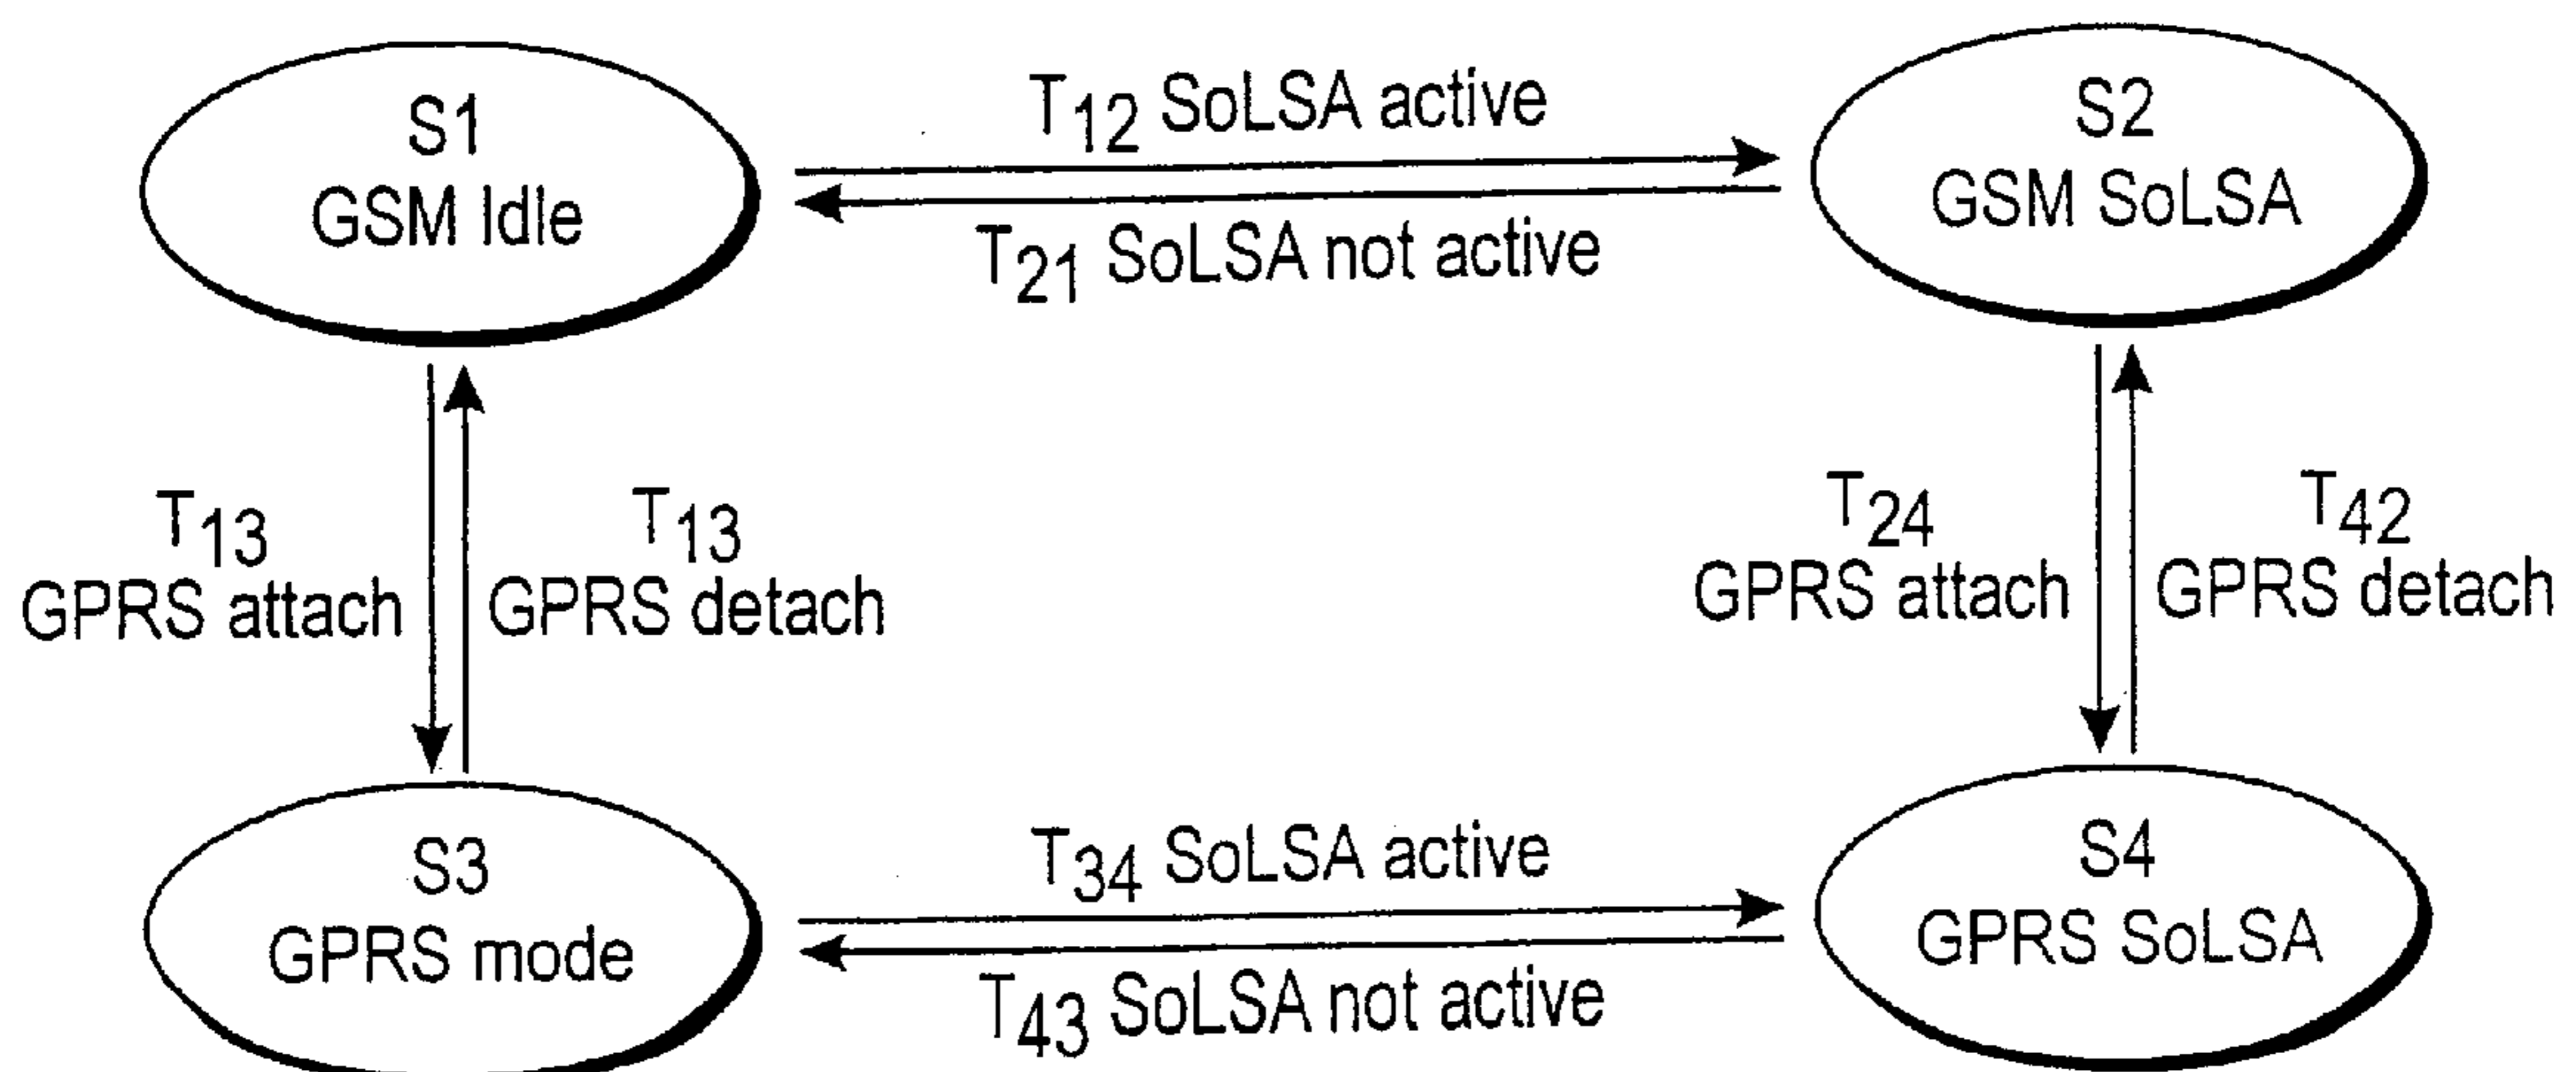 S1
GSM Idle
T12 SoLSA active
T21 SoLSA not active
S2
GSM SoLSA
T13
GPRS attach
T13
GPRS detach
T24
GPRS attach
T42
GPRS detach
S3
GPRS mode
T34 SoLSA active
T43 SoLSA not active
S4
GPRS SoLSA